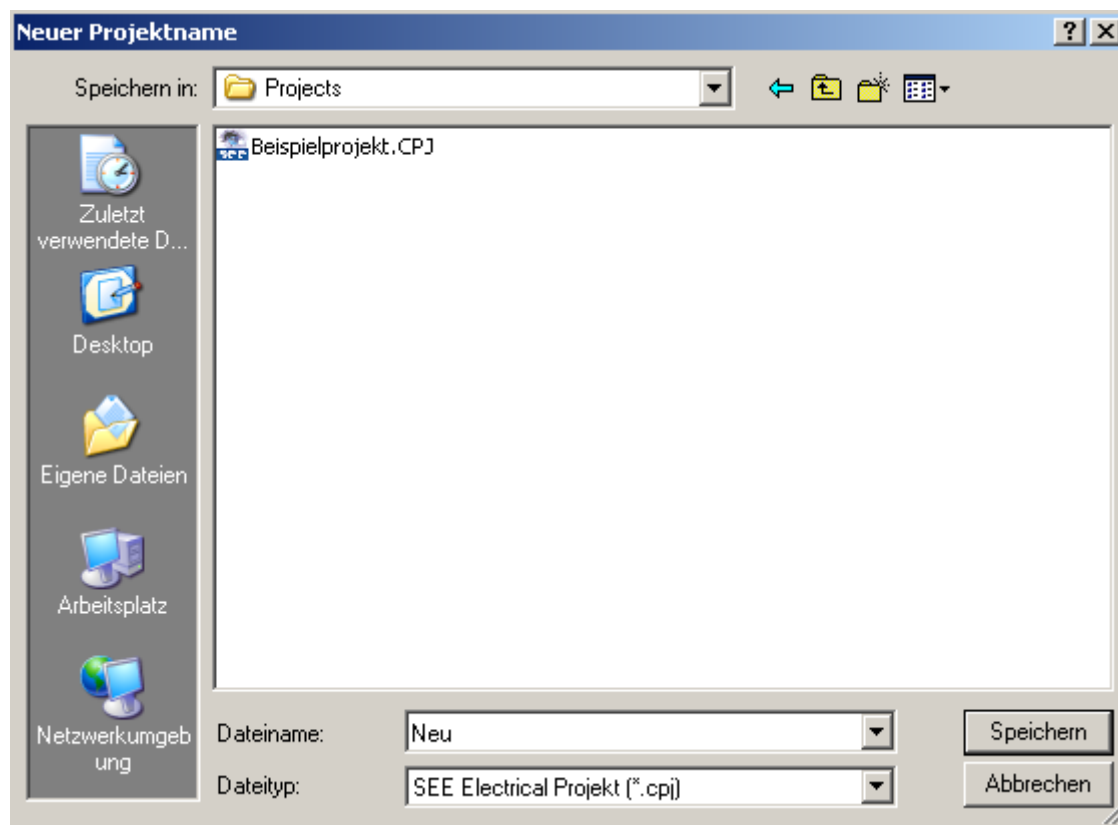 Neuer Projektname
Speichern in: Projects
Beispielprojekt.CPJ
Zuletzt
verwendete D...
Desktop
Eigene Dateien
Arbeitsplatz
Netzwerkumgeb
ung
Dateiname: Neu
Speichern
Dateityp: SEE Electrical Projekt (*.cpj)
Abbrechen